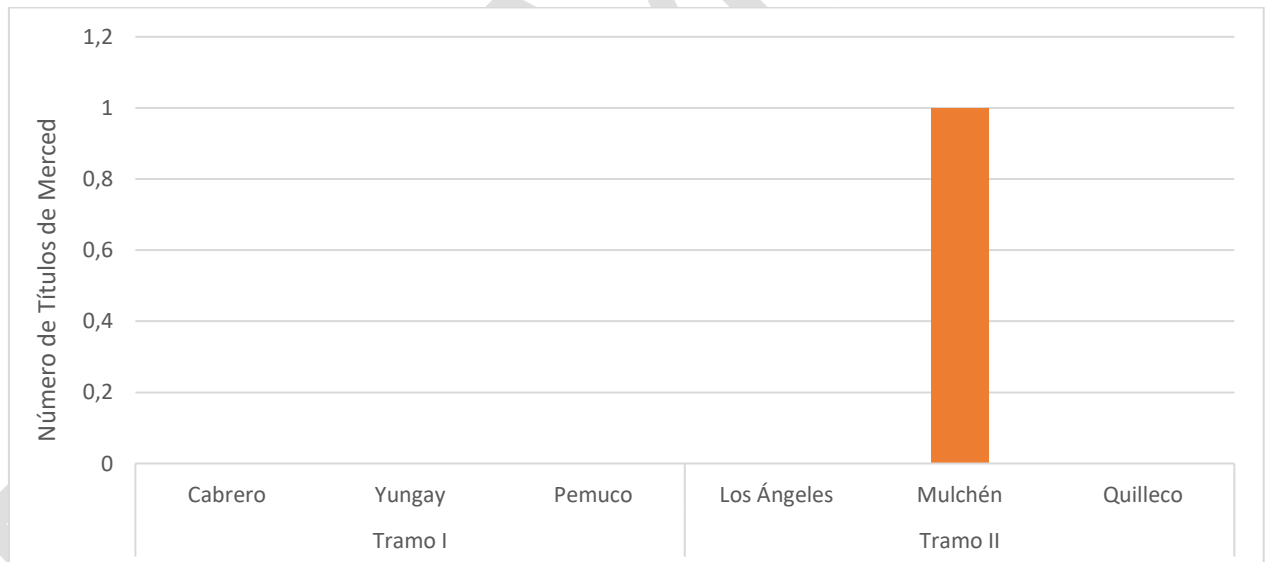 Número de Títulos de Merced
1,2
1
0,8
0,6
0,4
0,2
0
Cabrero Yungay Pemuco Los Ángeles Mulchén Quilleco
Tramo I Tramo II